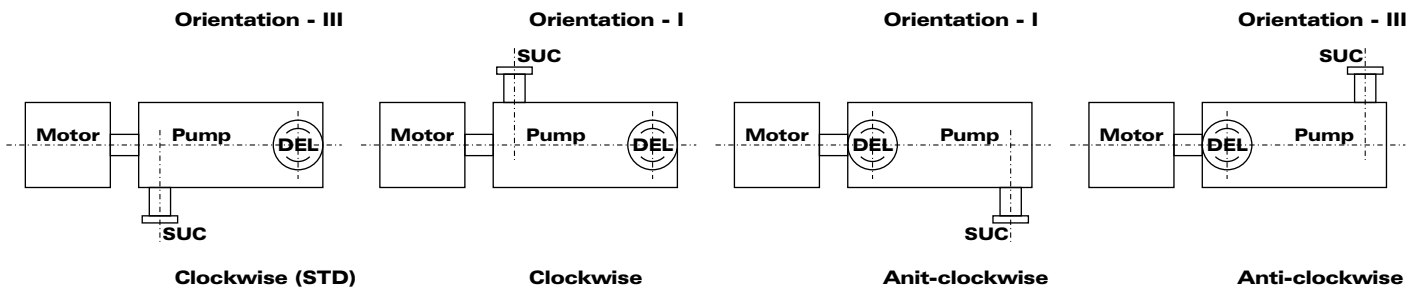 Orientation - III
Orientation - I
Orientation - I
Orientation - III
SUC
SUC
Motor Pump DEL
Motor Pump DEL
Motor DEL Pump
Motor DEL Pump
SUC
SUC
Clockwise (STD)
Clockwise
Anit-clockwise
Anti-clockwise